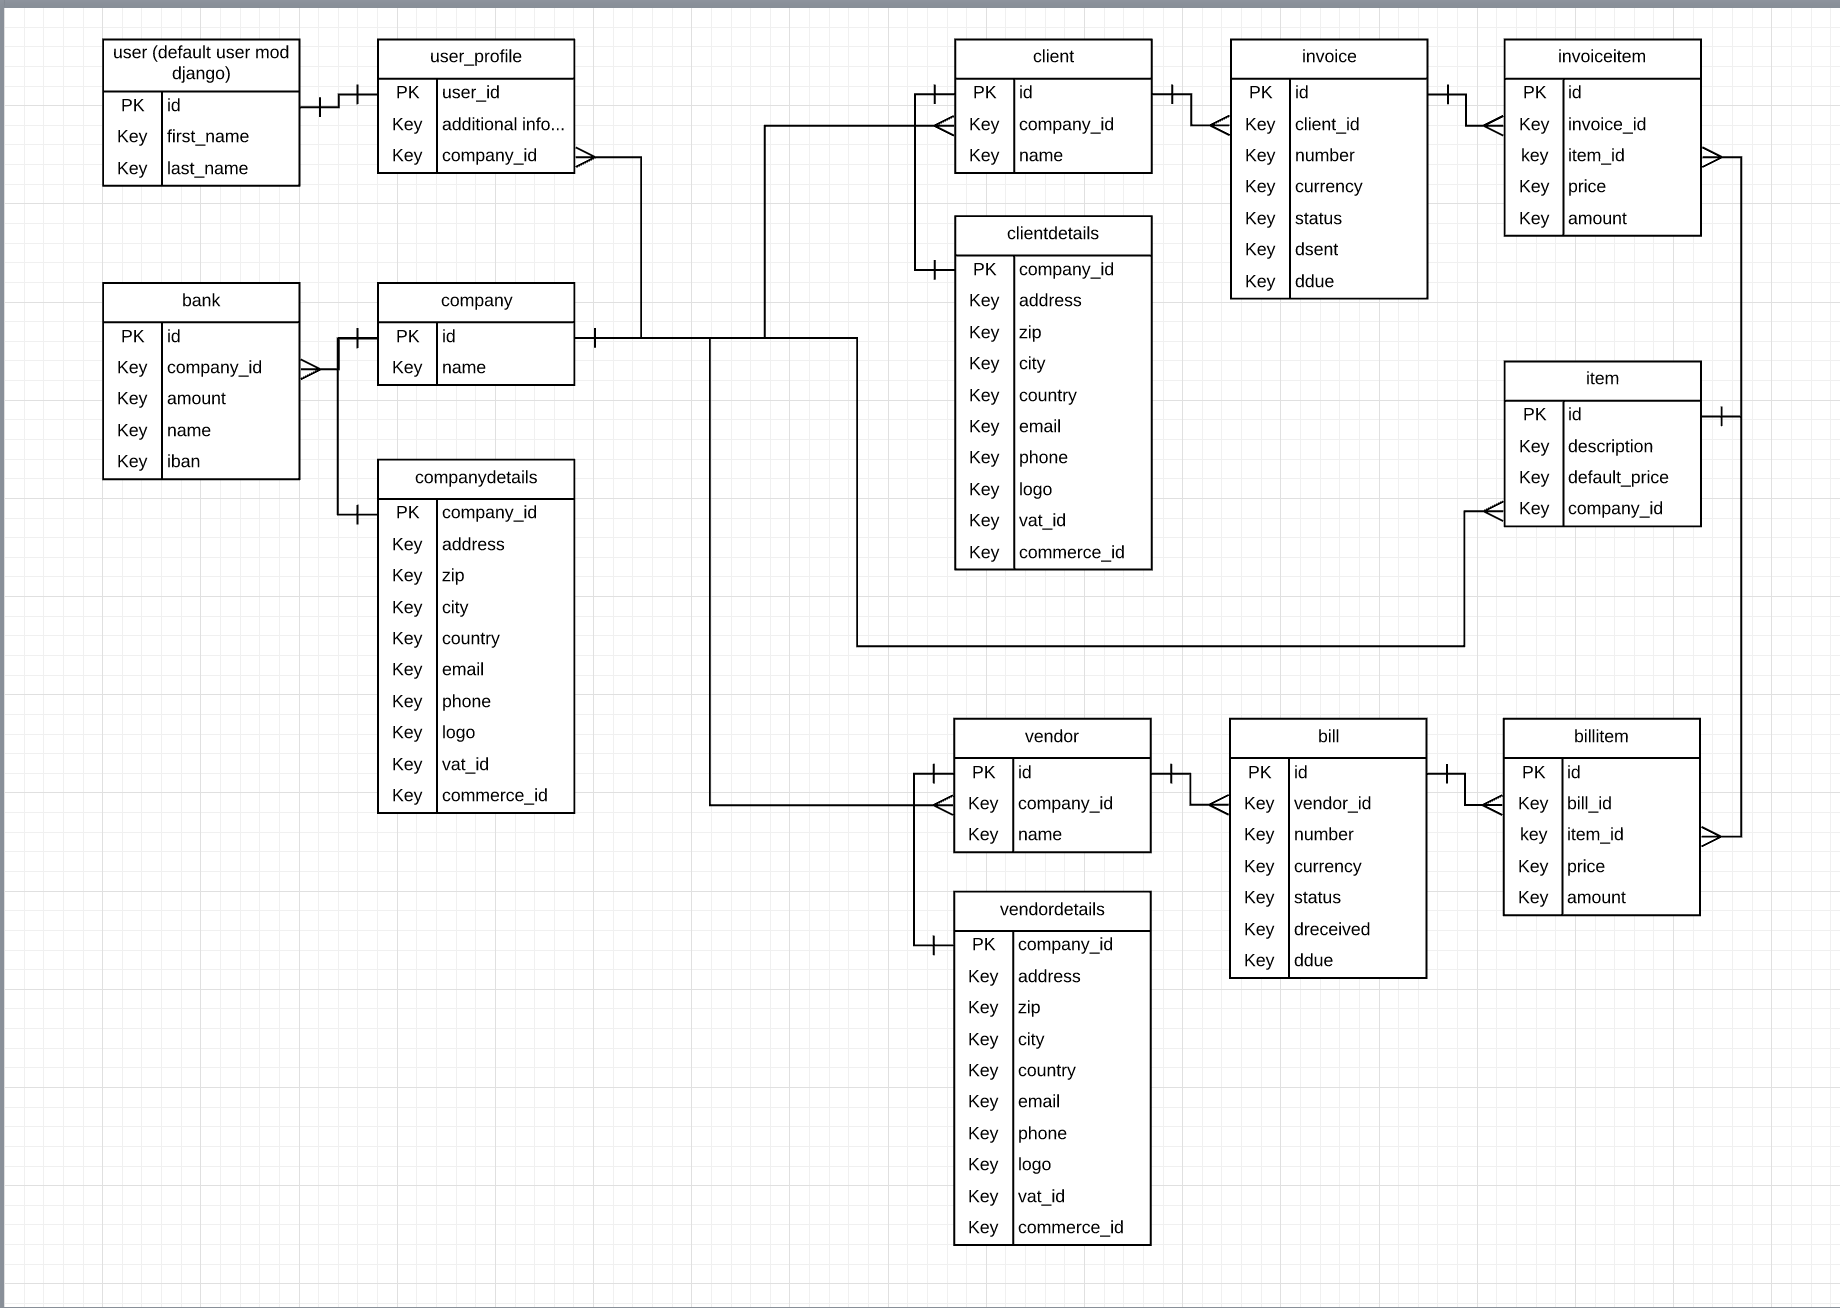 user (default user mod
django)
PK id
Key first_name
Key last_name
user_profile
PK user_id
Key additional info...
Key company_id
client
PK id
Key company_id
Key name
invoice
PK id
Key client_id
Key number
Key currency
Key status
Key dsent
Key ddue
invoiceitem
PK id
Key invoice_id
key item_id
Key price
Key amount
clientdetails
PK company_id
Key address
Key zip
Key city
Key country
Key email
Key phone
Key logo
Key vat_id
Key commerce_id
bank
PK id
Key company_id
Key amount
Key name
Key iban
company
PK id
Key name
item
PK id
Key description
Key default_price
Key company_id
companydetails
PK company_id
Key address
Key zip
Key city
Key country
Key email
Key phone
Key logo
Key vat_id
Key commerce_id
vendor
PK id
Key company_id
Key name
bill
PK id
Key vendor_id
Key number
Key currency
Key status
Key dreceived
Key ddue
billitem
PK id
Key bill_id
key item_id
Key price
Key amount
vendordetails
PK company_id
Key address
Key zip
Key city
Key country
Key email
Key phone
Key logo
Key vat_id
Key commerce_id